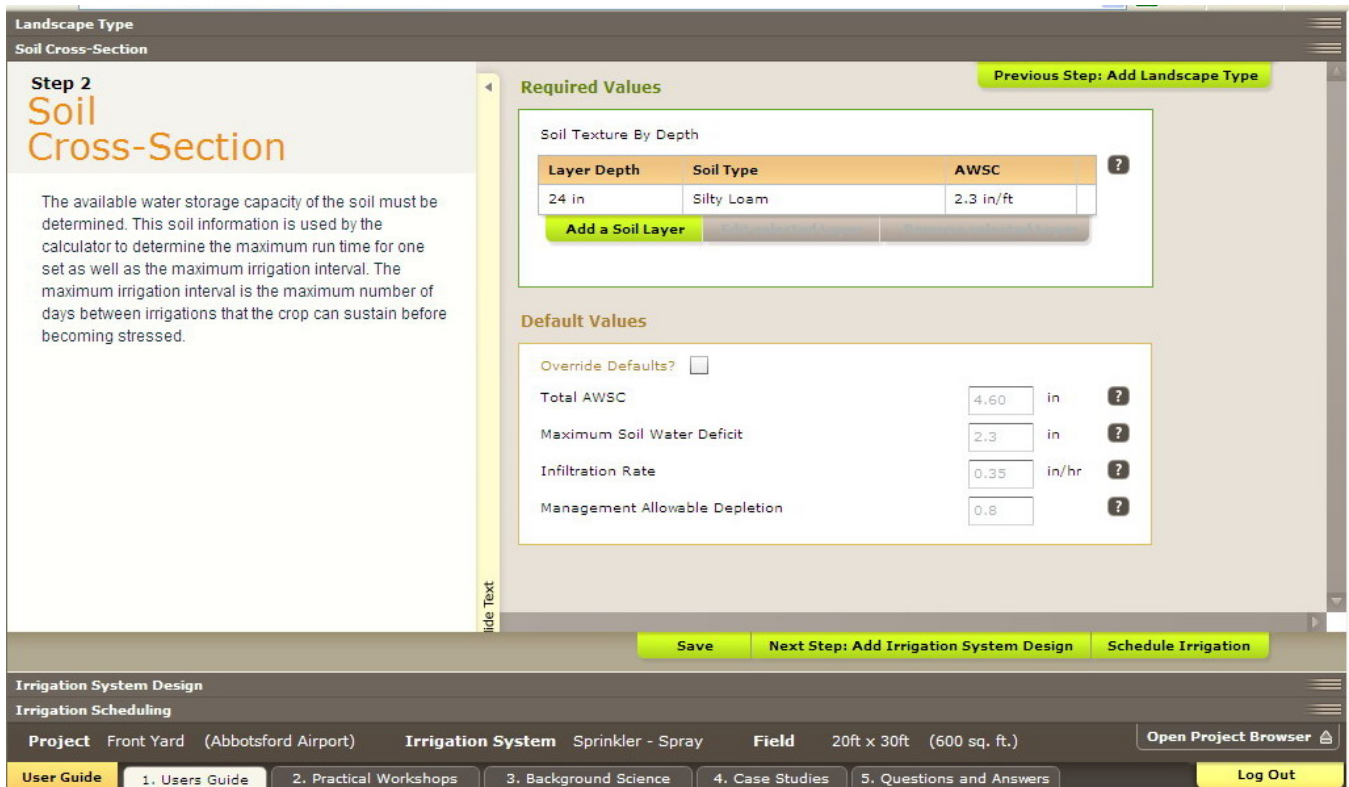 Landscape Type
Soil Cross-Section
Step 2
Soil
Cross-Section
The available water storage capacity of the soil must be
determined. This soil information is used by the
calculator to determine the maximum run time for one
set as well as the maximum irrigation interval. The
maximum irrigation interval is the maximum number of
days between irrigations that the crop can sustain before
becoming stressed.
ide Text
Previous Step: Add Landscape Type
Required Values
Soil Texture By Depth
Layer Depth Soil Type AWSC
24 in Silty Loam 2.3 in/ft
?
Add a Soil Layer
Default Values
Override Defaults?
Total AWSC 4.60 in ?
Maximum Soil Water Deficit 2.3 in ?
Infiltration Rate 0.35 in/hr ?
Management Allowable Depletion 0.8 ?
Save Next Step: Add Irrigation System Design Schedule Irrigation
Irrigation System Design
Irrigation Scheduling
Project Front Yard (Abbotsford Airport) Irrigation System Sprinkler - Spray Field 20ft x 30ft (600 sq. ft.) Open Project Browser
User Guide 1. Users Guide 2. Practical Workshops 3. Background Science 4. Case Studies 5. Questions and Answers Log Out